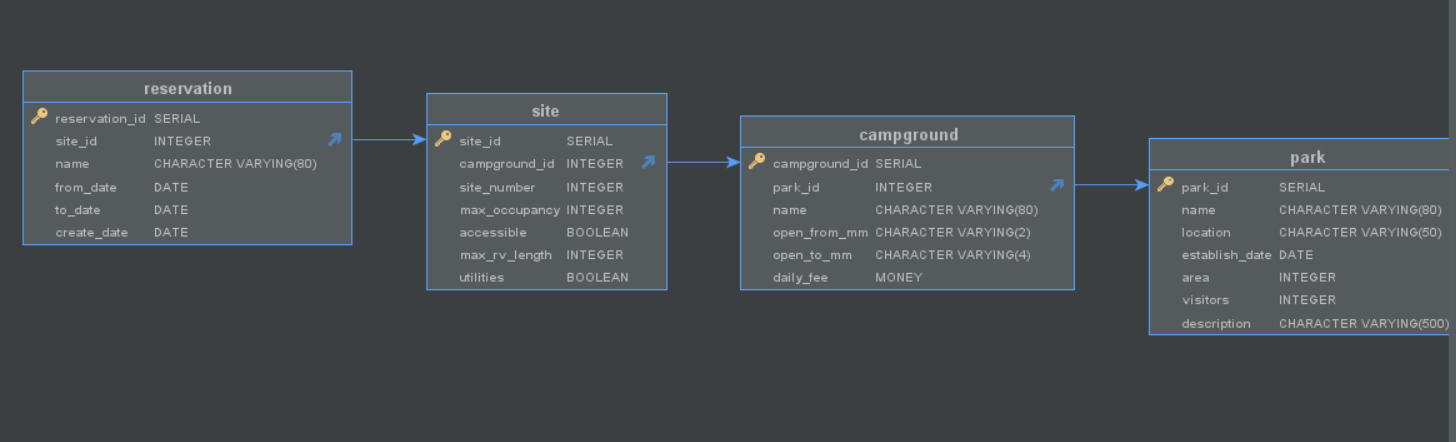 reservation
reservation_id SERIAL
site_id INTEGER
name CHARACTER VARYING(80)
from_date DATE
to_date DATE
create_date DATE
site
site_id SERIAL
campground_id INTEGER
site_number INTEGER
max_occupancy INTEGER
accessible BOOLEAN
max_rv_length INTEGER
utilities BOOLEAN
campground
campground_id SERIAL
park_id INTEGER
name CHARACTER VARYING(80)
open_from_mm CHARACTER VARYING(2)
open_to_mm CHARACTER VARYING(4)
daily_fee MONEY
park
park_id SERIAL
name CHARACTER VARYING(80)
location CHARACTER VARYING(50)
establish_date DATE
area INTEGER
visitors INTEGER
description CHARACTER VARYING(500)